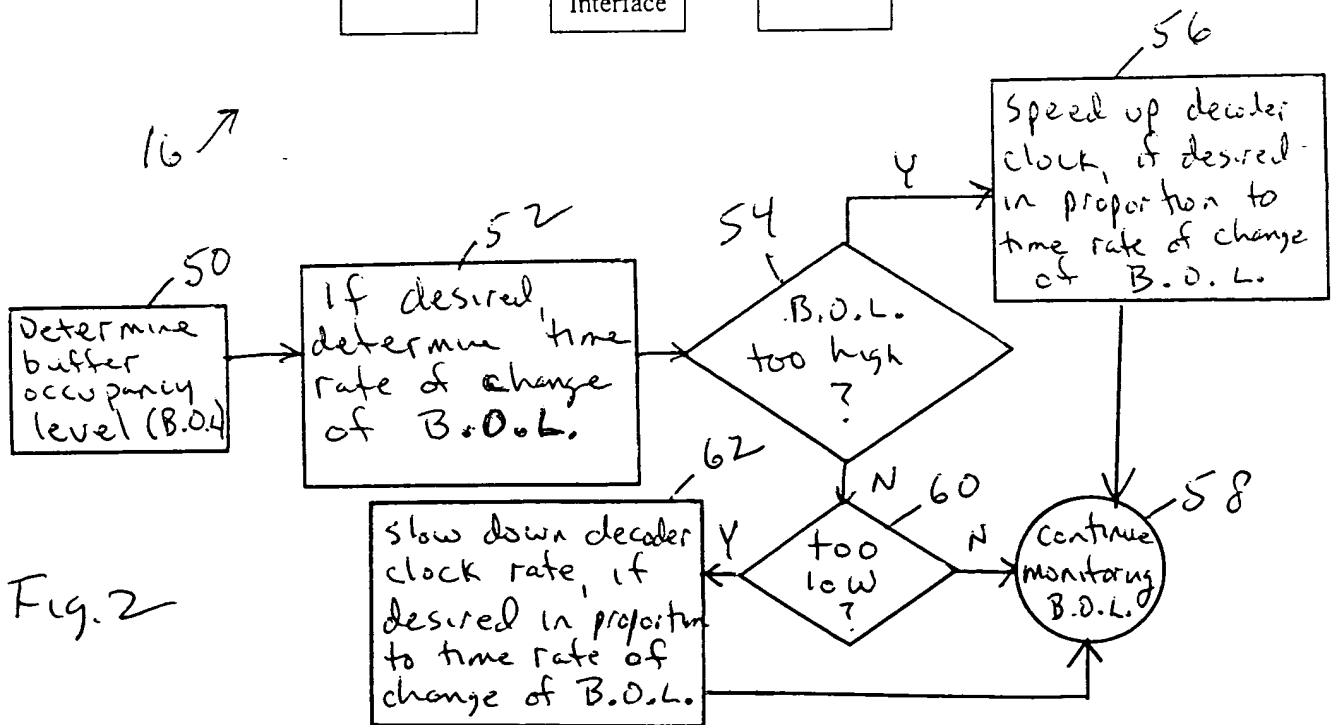 Interface
16
56
Speed up decoder
clock, if desired
in proportion to
time rate of change
of B.O.L.
Y
54
52
50
Determine
buffer
occupancy
level (B.O.L)
If desired,
determine time
rate of change
of B.O.L.
B.O.L.
too high
?
62
N
60
58
slow down decoder
clock rate, if
desired in proportion
to time rate of
change of B.O.L.
Y
too
low
?
N
continue
monitoring
B.O.L.
Fig. 2